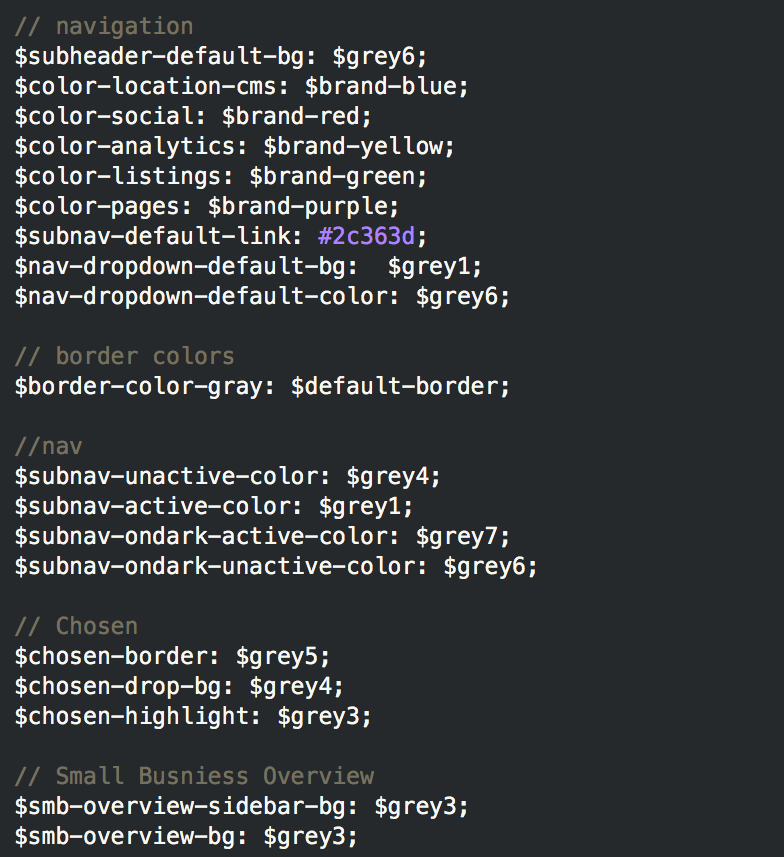 // navigation
$subheader-default-bg: $grey6;
$color-location-cms: $brand-blue;
$color-social: $brand-red;
$color-analytics: $brand-yellow;
$color-listings: $brand-green;
$color-pages: $brand-purple;
$subnav-default-link: #2c363d;
$nav-dropdown-default-bg:  $grey1;
$nav-dropdown-default-color: $grey6;
// border colors
$border-color-gray: $default-border;
//nav
$subnav-unactive-color: $grey4;
$subnav-active-color: $grey1;
$subnav-ondark-active-color: $grey7;
$subnav-ondark-unactive-color: $grey6;
// Chosen
$chosen-border: $grey5;
$chosen-drop-bg: $grey4;
$chosen-highlight: $grey3;
// Small Busniess Overview
$smb-overview-sidebar-bg: $grey3;
$smb-overview-bg: $grey3;